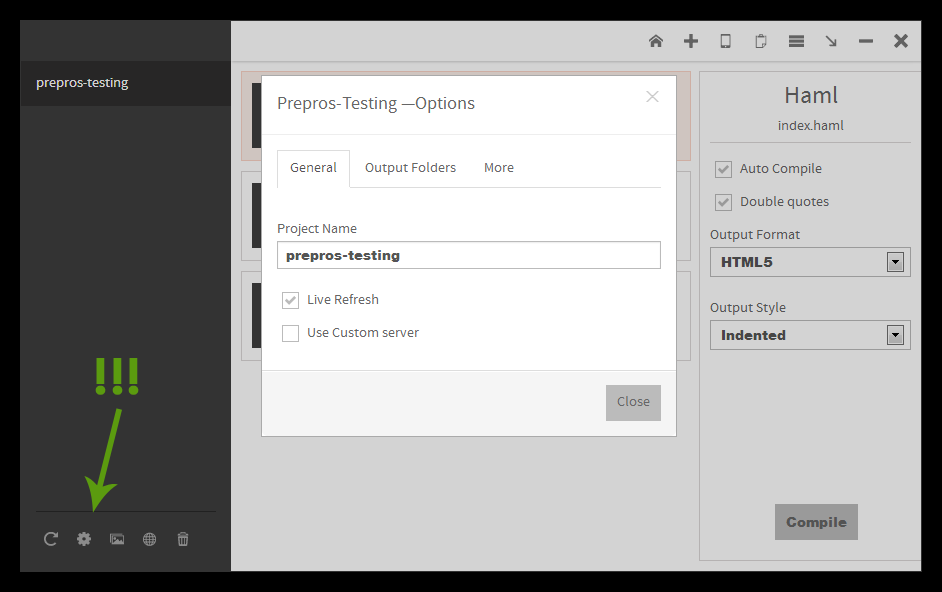 prepros-testing
Prepros-Testing —Options
General
Output Folders
More
Project Name
prepros-testing
Live Refresh
Use Custom server
Close
Haml
index.haml
Auto Compile
Double quotes
Output Format
HTML5
Output Style
Indented
Compile
!!!